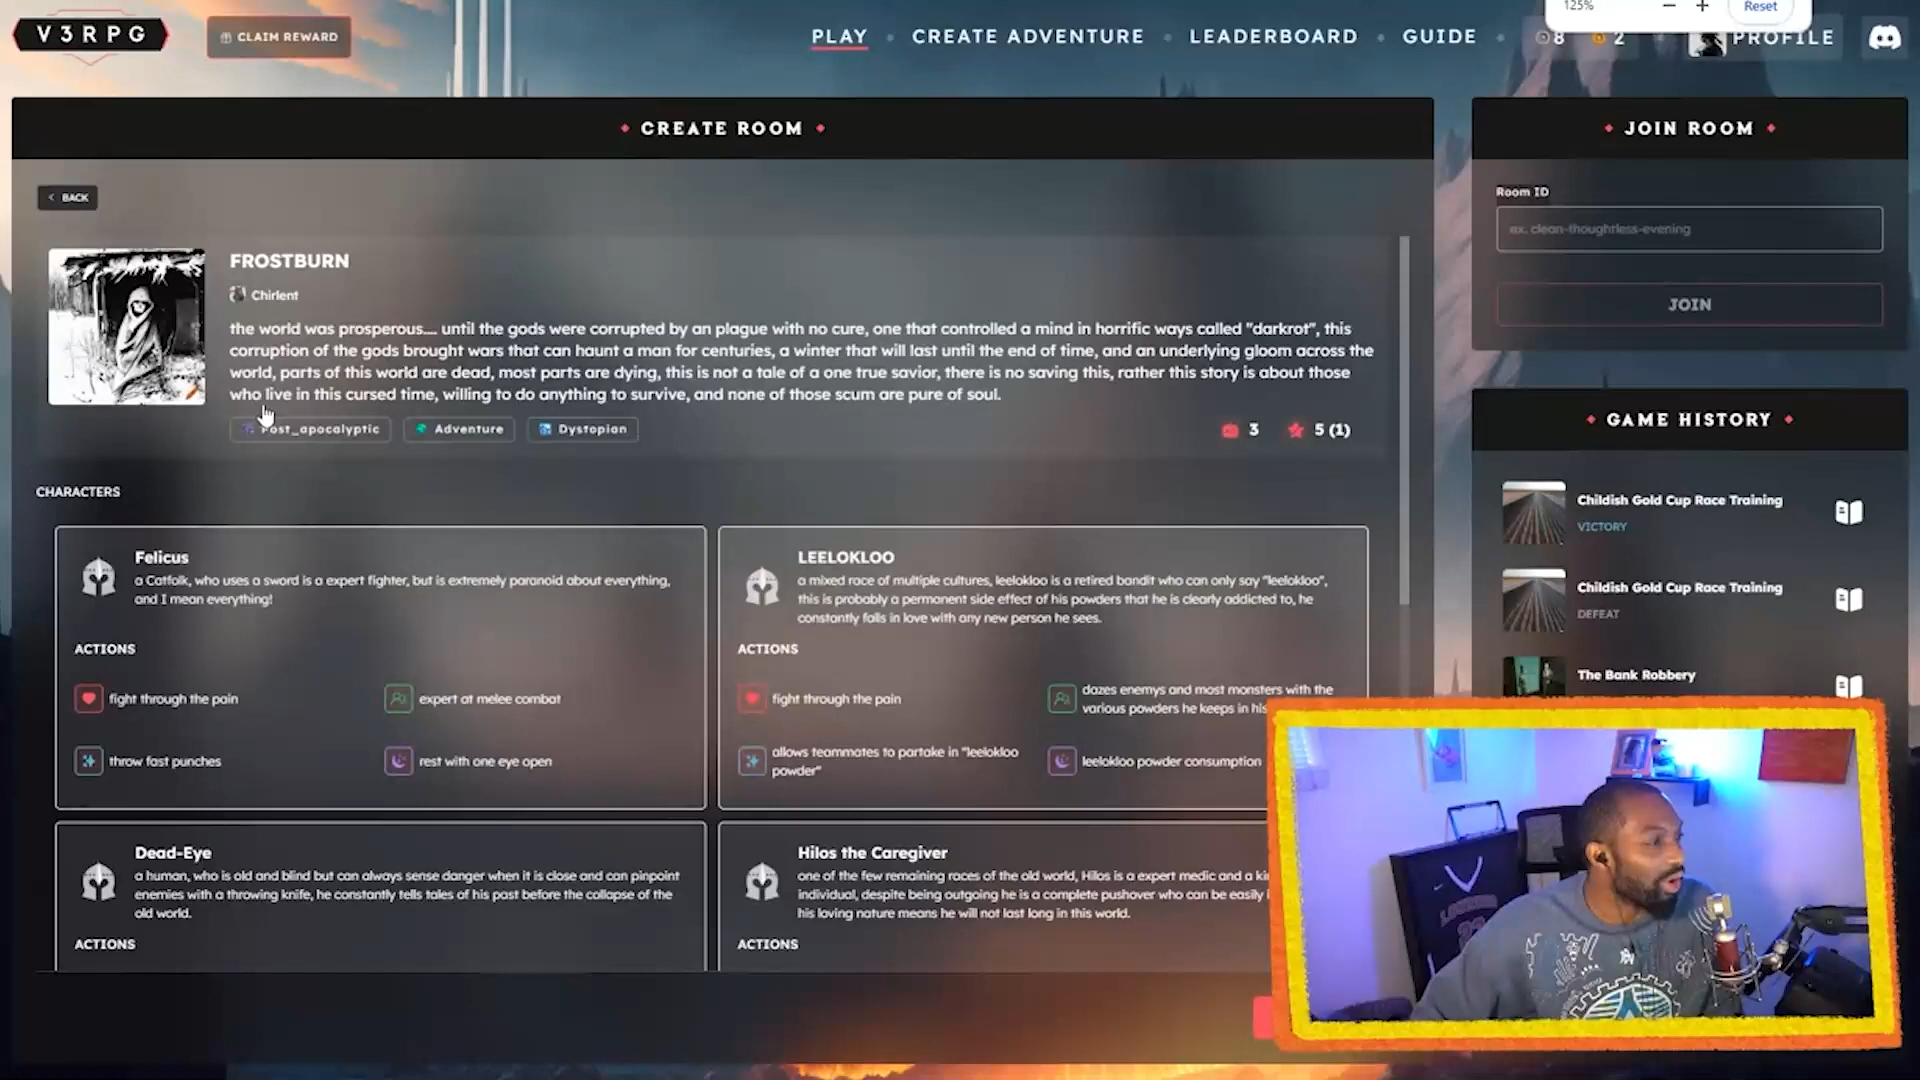 V3RPG
CLAIM REWARD
PLAY
CREATE ADVENTURE
LEADERBOARD
GUIDE
8
2
PROFILE
125%
Reset
CREATE ROOM
BACK
FROSTBURN
Chirlent
the world was prosperous.... until the gods were corrupted by an plague with no cure, one that controlled a mind in horrific ways called "darkrot", this
corruption of the gods brought wars that can haunt a man for centuries, a winter that will last until the end of time, and an underlying gloom across the
world, parts of this world are dead, most parts are dying, this is not a tale of a one true savior, there is no saving this, rather this story is about those
who live in this cursed time, willing to do anything to survive, and none of those scum are pure of soul.
Post_apocalyptic
Adventure
Dystopian
3
5 (1)
CHARACTERS
Felicus
a Catfolk, who uses a sword is a expert fighter, but is extremely paranoid about everything,
and I mean everything!
ACTIONS
fight through the pain
expert at melee combat
throw fast punches
rest with one eye open
LEELOKLOO
a mixed race of multiple cultures, leelokloo is a retired bandit who can only say "leelokloo",
this is probably a permanent side effect of his powders that he is clearly addicted to, he
constantly falls in love with any new person he sees.
ACTIONS
fight through the pain
dazes enemys and most monsters with the
various powders he keeps in his
allows teammates to partake in "leelokloo
powder"
leelokloo powder consumption
Dead-Eye
a human, who is old and blind but can always sense danger when it is close and can pinpoint
enemies with a throwing knife, he constantly tells tales of his past before the collapse of the
old world.
ACTIONS
Hilos the Caregiver
one of the few remaining races of the old world, Hilos is a expert medic and a
individual, despite being outgoing he is a complete pushover who can be easily
his loving nature means he will not last long in this world.
ACTIONS
JOIN ROOM
Room ID
ex. clean-thoughtless-evening
JOIN
GAME HISTORY
Childish Gold Cup Race Training
VICTORY
Childish Gold Cup Race Training
DEFEAT
The Bank Robbery